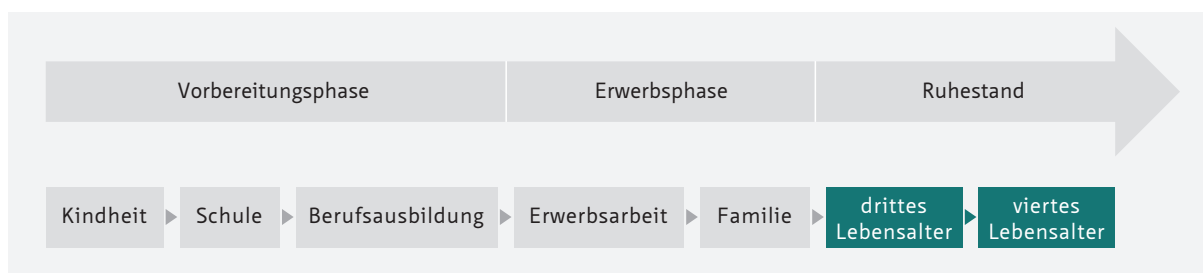 Vorbereitungsphase Erwerbsphase Ruhestand
Kindheit Schule Berufsausbildung Erwerbsarbeit Familie drittes Lebensalter viertes Lebensalter